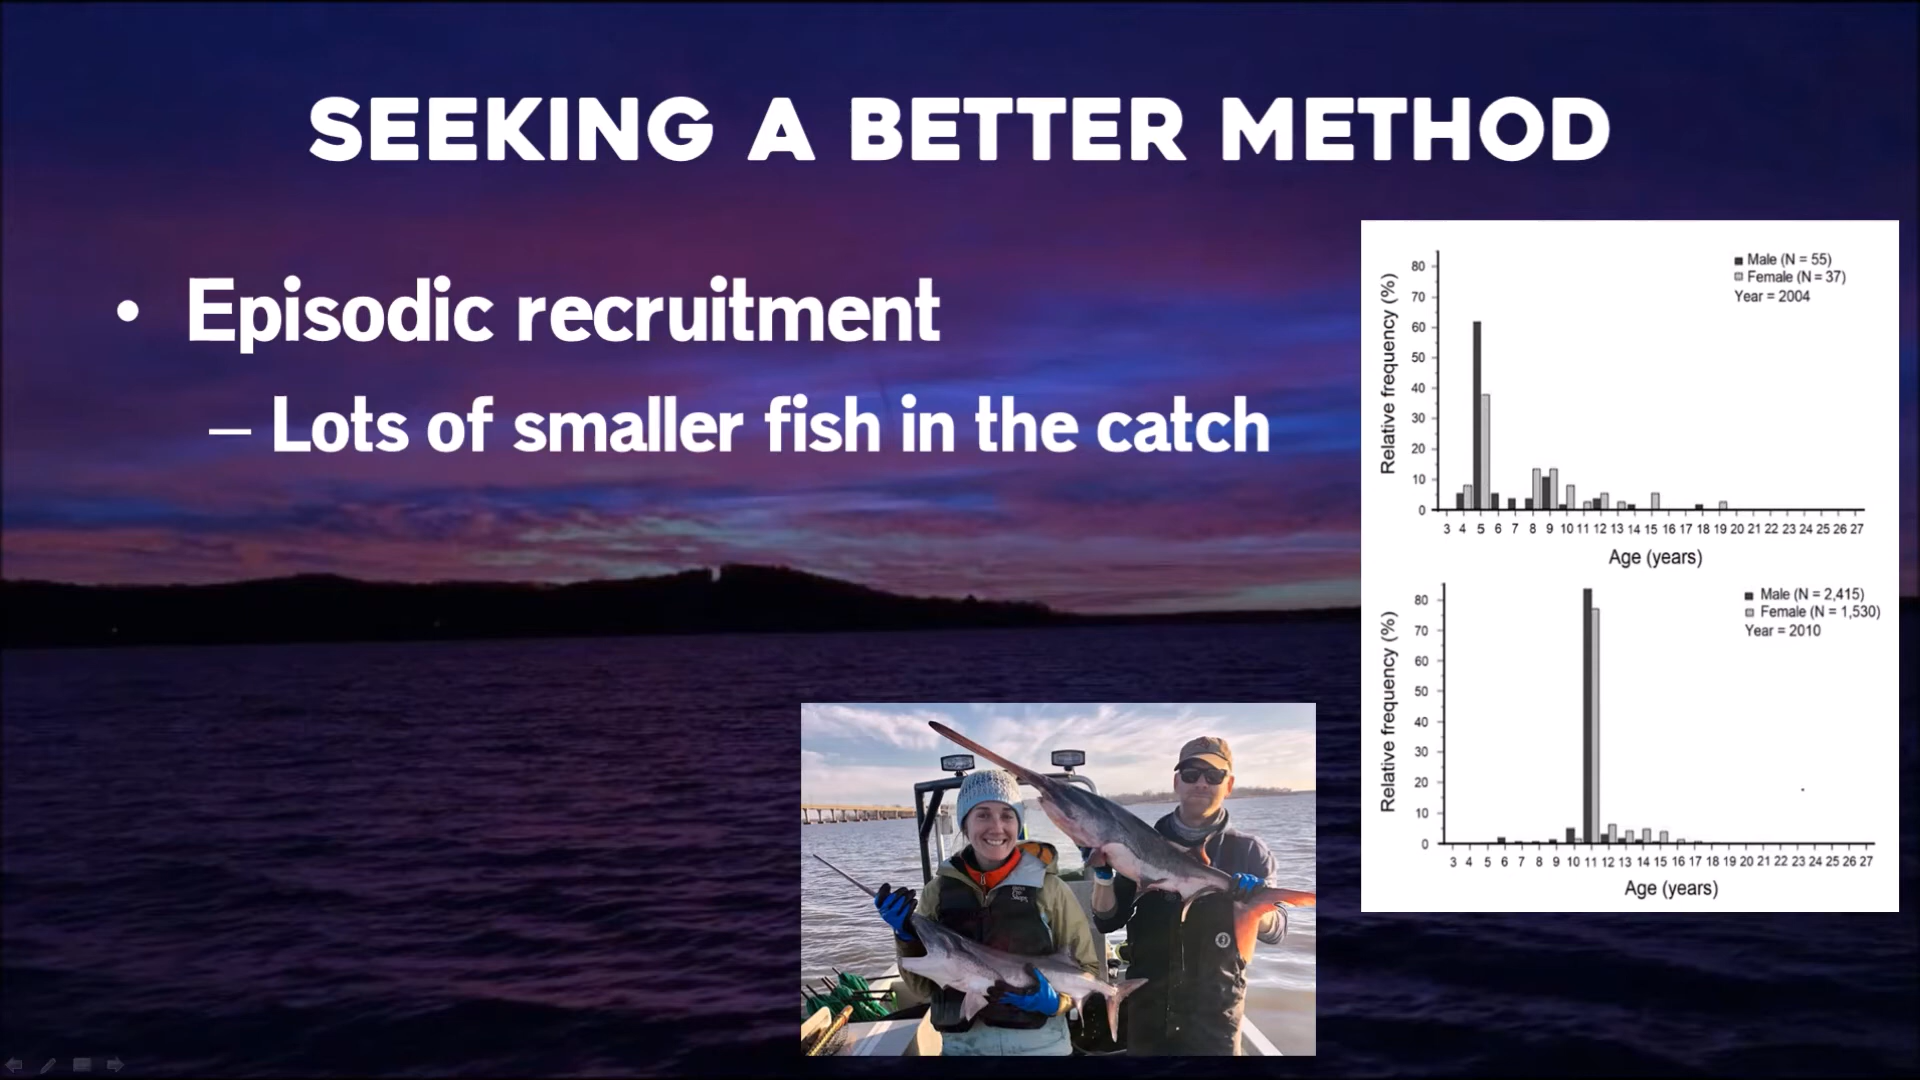 SEEKING A BETTER METHOD
• Episodic recruitment
– Lots of smaller fish in the catch
Male (N = 55)
Female (N = 37)
Year = 2004
Relative frequency (%)
80
70
60
50
40
30
20
10
0
3 4 5 6 7 8 9 10 11 12 13 14 15 16 17 18 19 20 21 22 23 24 25 26 27
Age (years)
Male (N = 2,415)
Female (N = 1,530)
Year = 2010
Relative frequency (%)
80
70
60
50
40
30
20
10
0
3 4 5 6 7 8 9 10 11 12 13 14 15 16 17 18 19 20 21 22 23 24 25 26 27
Age (years)